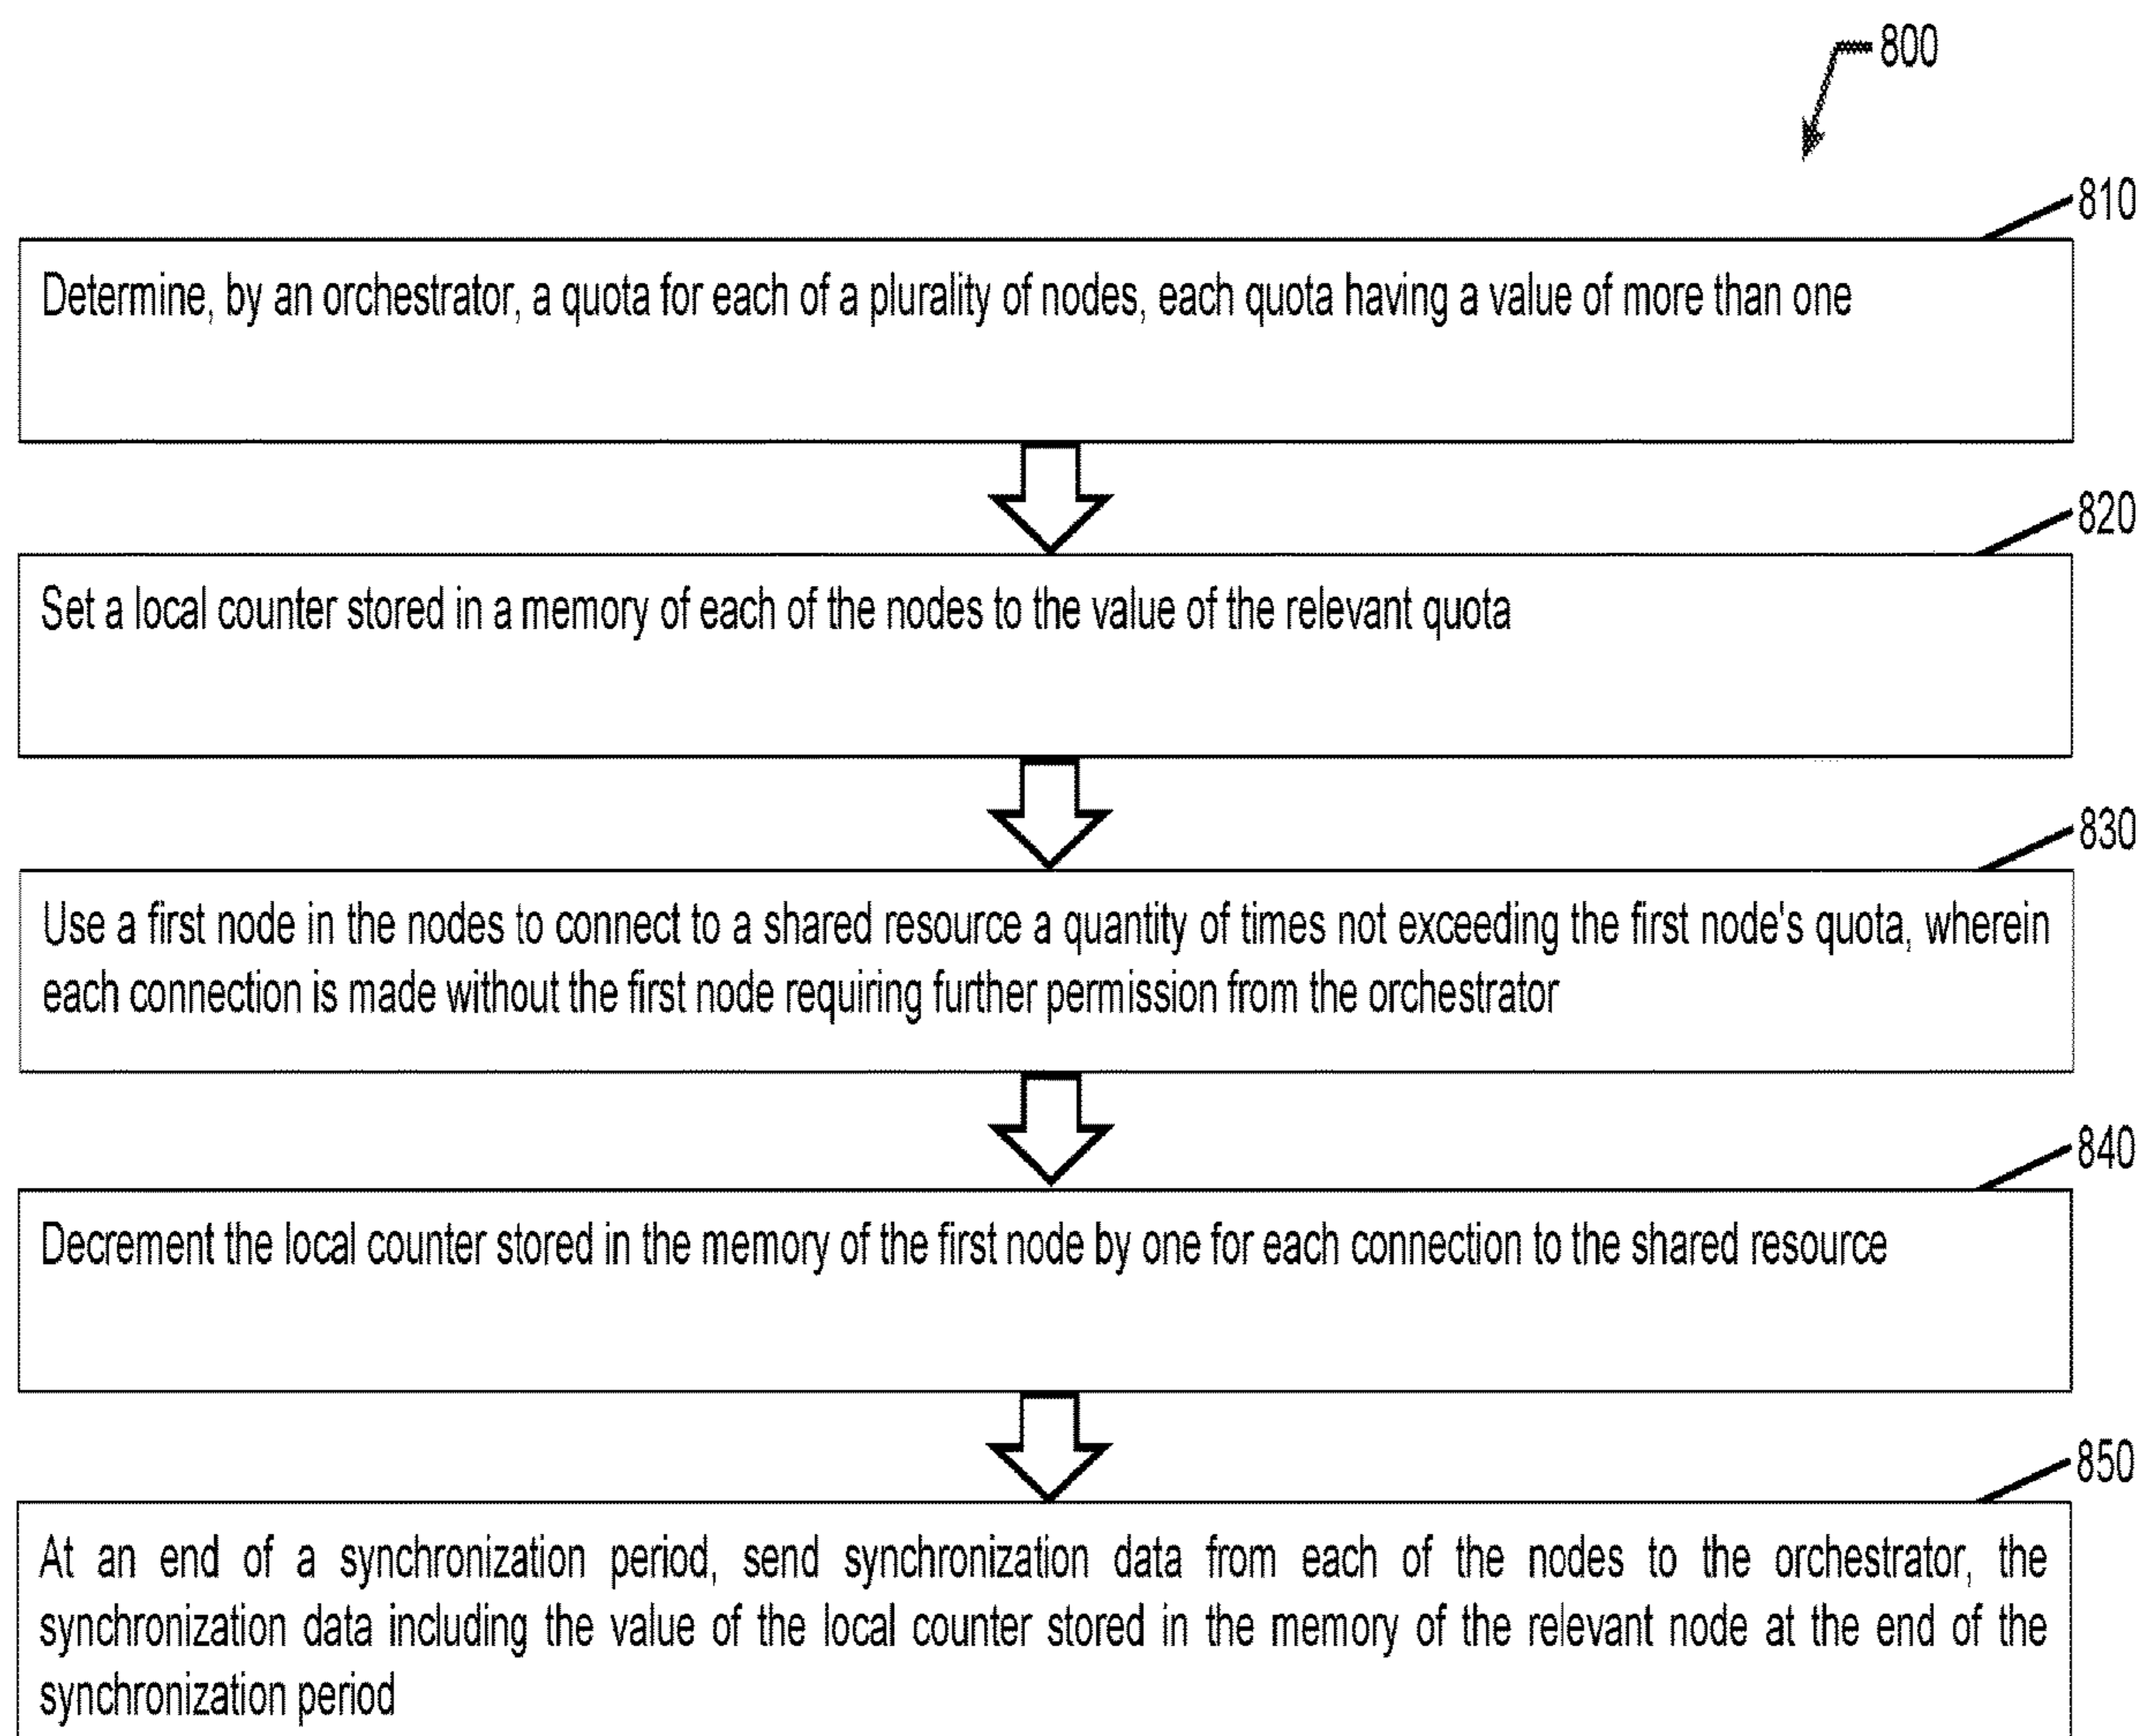 800
810
Determine, by an orchestrator, a quota for each of a plurality of nodes, each quota having a value of more than one
820
Set a local counter stored in a memory of each of the nodes to the value of the relevant quota
830
Use a first node in the nodes to connect to a shared resource a quantity of times not exceeding the first node's quota, wherein
each connection is made without the first node requiring further permission from the orchestrator
840
Decrement the local counter stored in the memory of the first node by one for each connection to the shared resource
850
At an end of a synchronization period, send synchronization data from each of the nodes to the orchestrator, the
synchronization data including the value of the local counter stored in the memory of the relevant node at the end of the
synchronization period